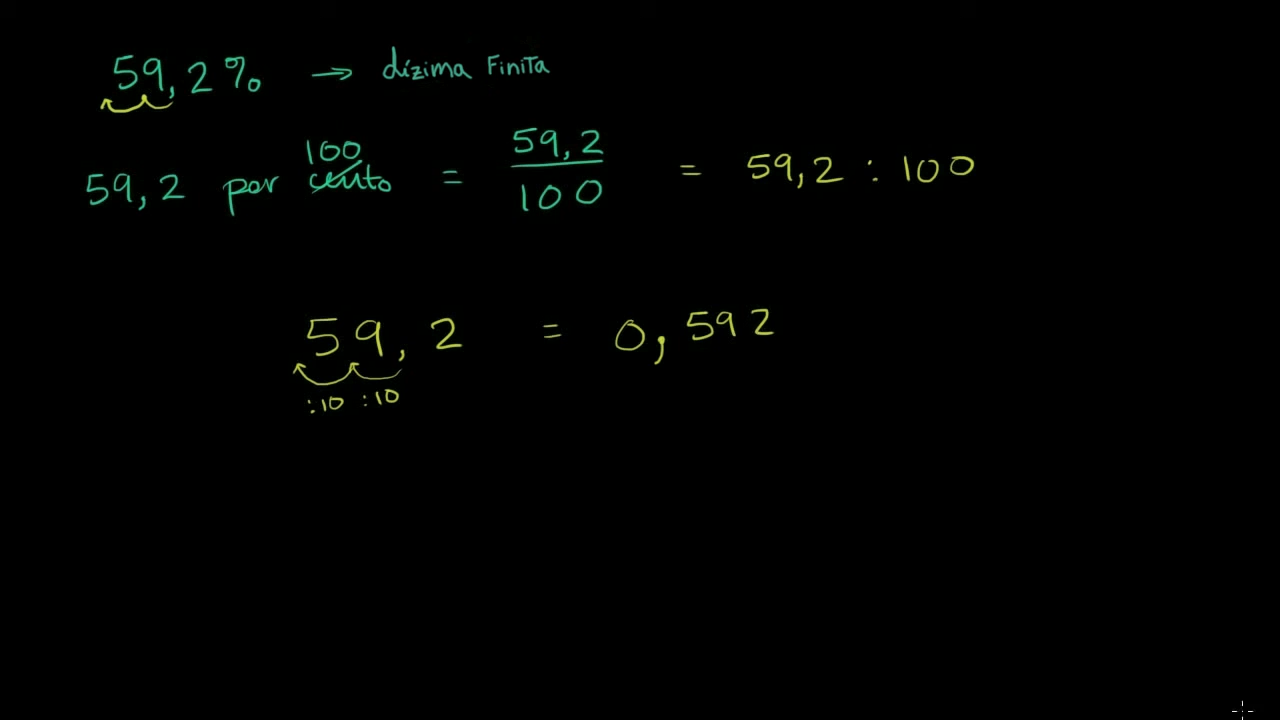 59,2% → dízima Finita
100
59,2 por cento = 59,2/100 = 59,2 : 100
59,2 = 0,592
:10 :10